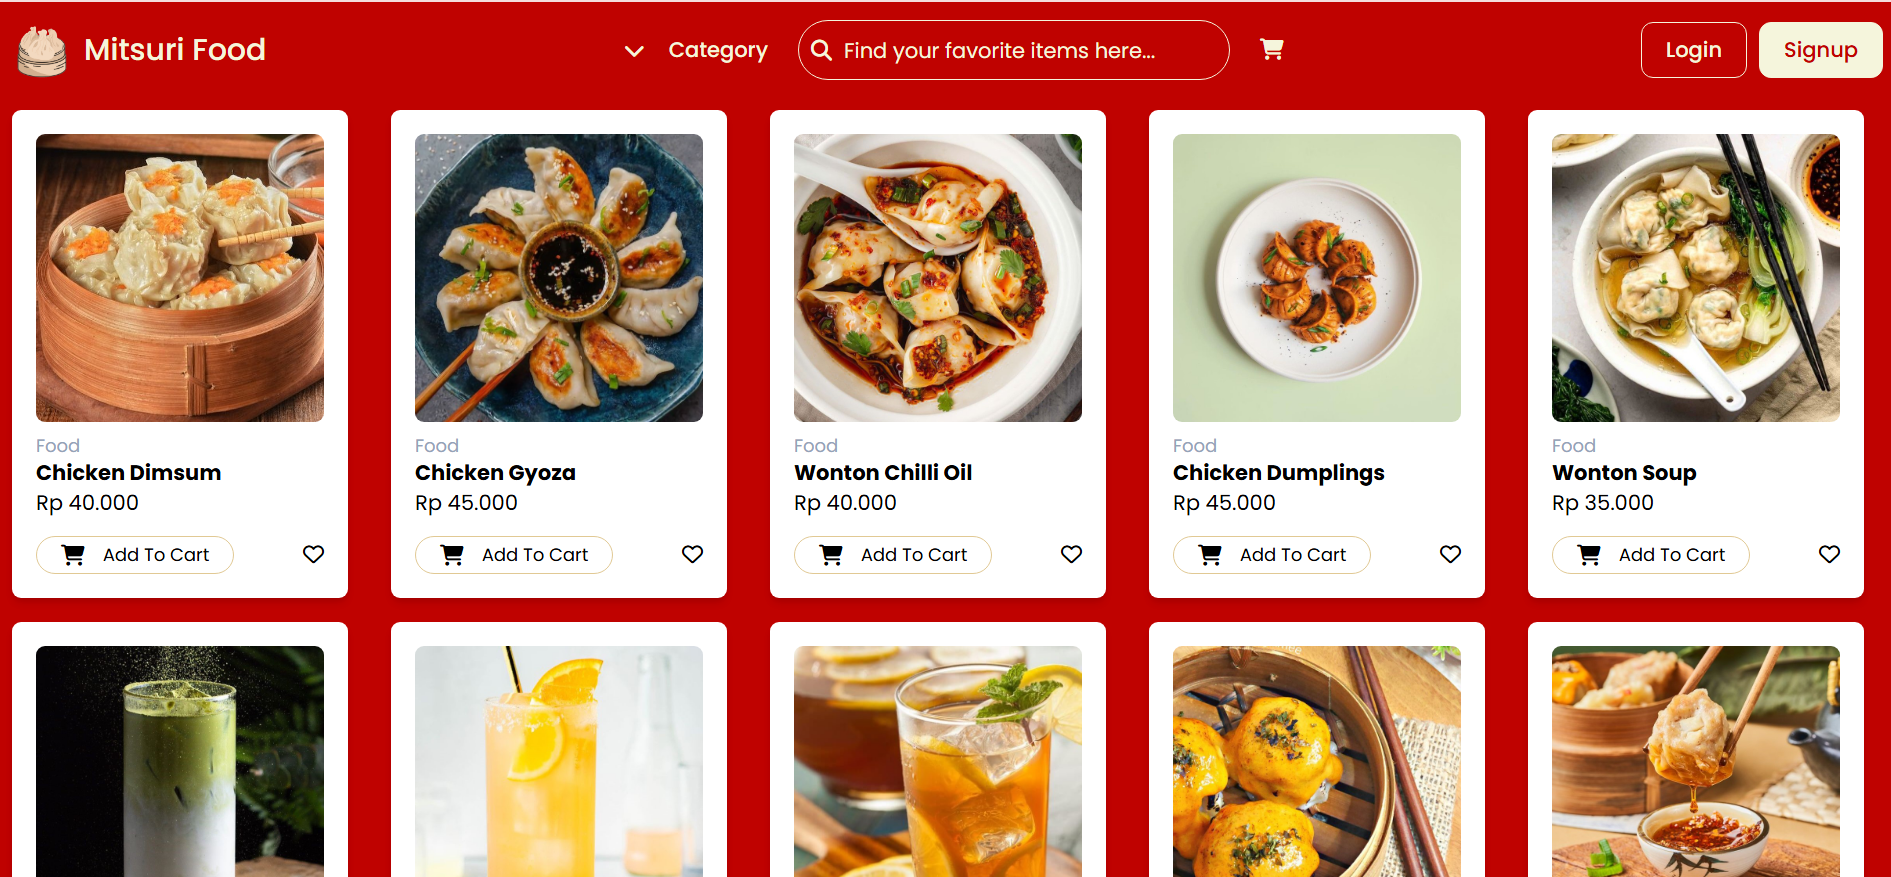 Mitsuri Food
Category
Find your favorite items here...
Login
Signup
Food
Chicken Dimsum
Rp 40.000
Add To Cart
Food
Chicken Gyoza
Rp 45.000
Add To Cart
Food
Wonton Chilli Oil
Rp 40.000
Add To Cart
Food
Chicken Dumplings
Rp 45.000
Add To Cart
Food
Wonton Soup
Rp 35.000
Add To Cart